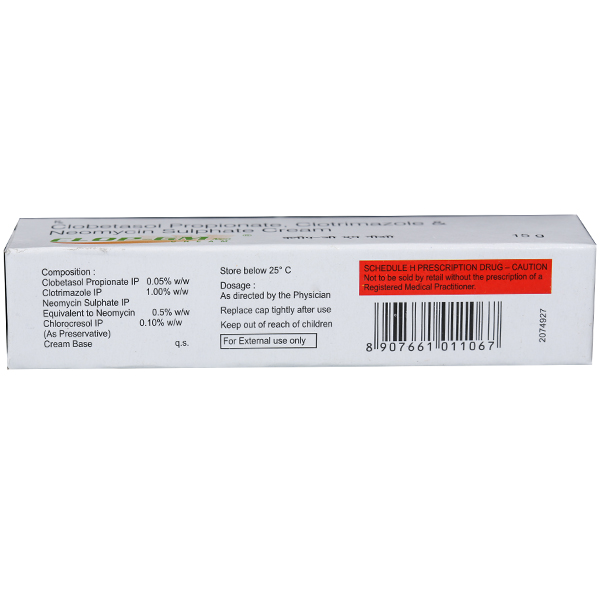 Clobetasol Propionate, Clotrimazole &
Neomycin Sulphate Cream
15 g
Composition :
Clobetasol Propionate IP 0.05% w/w
Clotrimazole IP 1.00% w/w
Neomycin Sulphate IP
Equivalent to Neomycin 0.5% w/w
Chlorocresol IP 0.10% w/w
(As Preservative)
Cream Base q.s.
Store below 25° C
Dosage :
As directed by the Physician
Replace cap tightly after use
Keep out of reach of children
For External use only
SCHEDULE H PRESCRIPTION DRUG – CAUTION
Not to be sold by retail without the prescription of a
Registered Medical Practitioner.
8 907661 011067
2074927